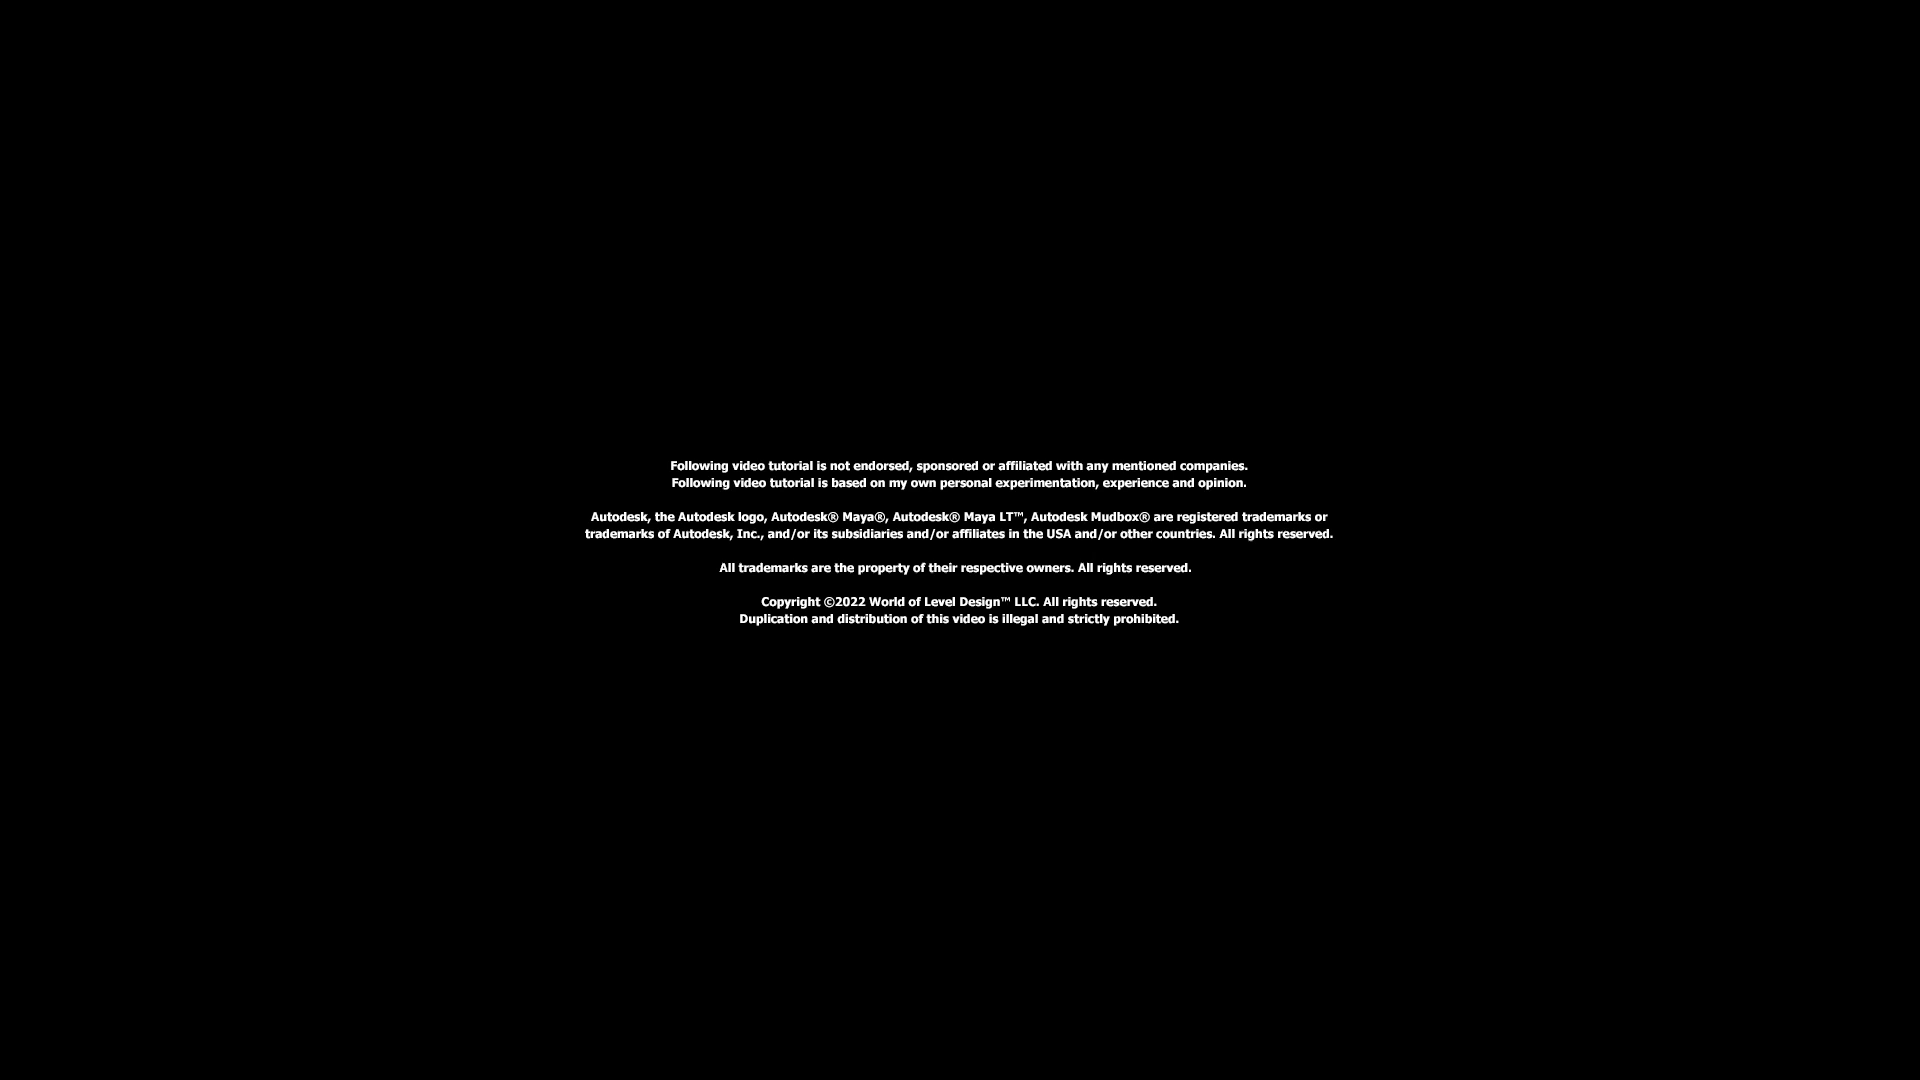 Following video tutorial is not endorsed, sponsored or affiliated with any mentioned companies.
Following video tutorial is based on my own personal experimentation, experience and opinion.
Autodesk, the Autodesk logo, Autodesk® Maya®, Autodesk® Maya LT™, Autodesk Mudbox® are registered trademarks or
trademarks of Autodesk, Inc., and/or its subsidiaries and/or affiliates in the USA and/or other countries. All rights reserved.
All trademarks are the property of their respective owners. All rights reserved.
Copyright ©2022 World of Level Design™ LLC. All rights reserved.
Duplication and distribution of this video is illegal and strictly prohibited.